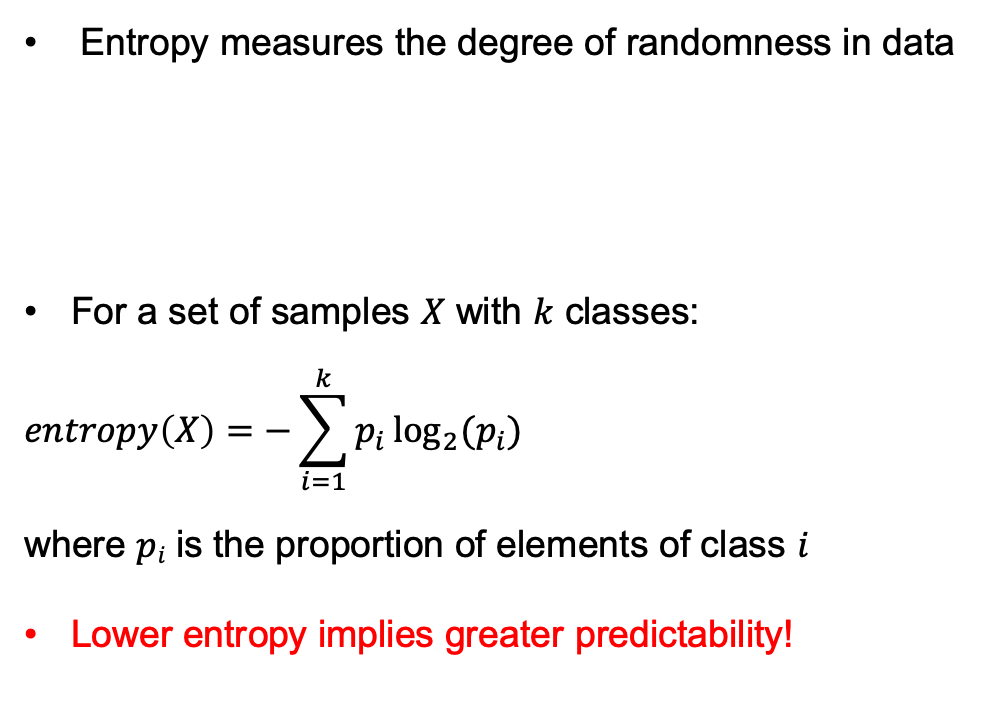 • Entropy measures the degree of randomness in data
• For a set of samples X with k classes:
entropy(X) = − ∑_{i=1}^{k} p_i log_2(p_i)
where p_i is the proportion of elements of class i
• Lower entropy implies greater predictability!